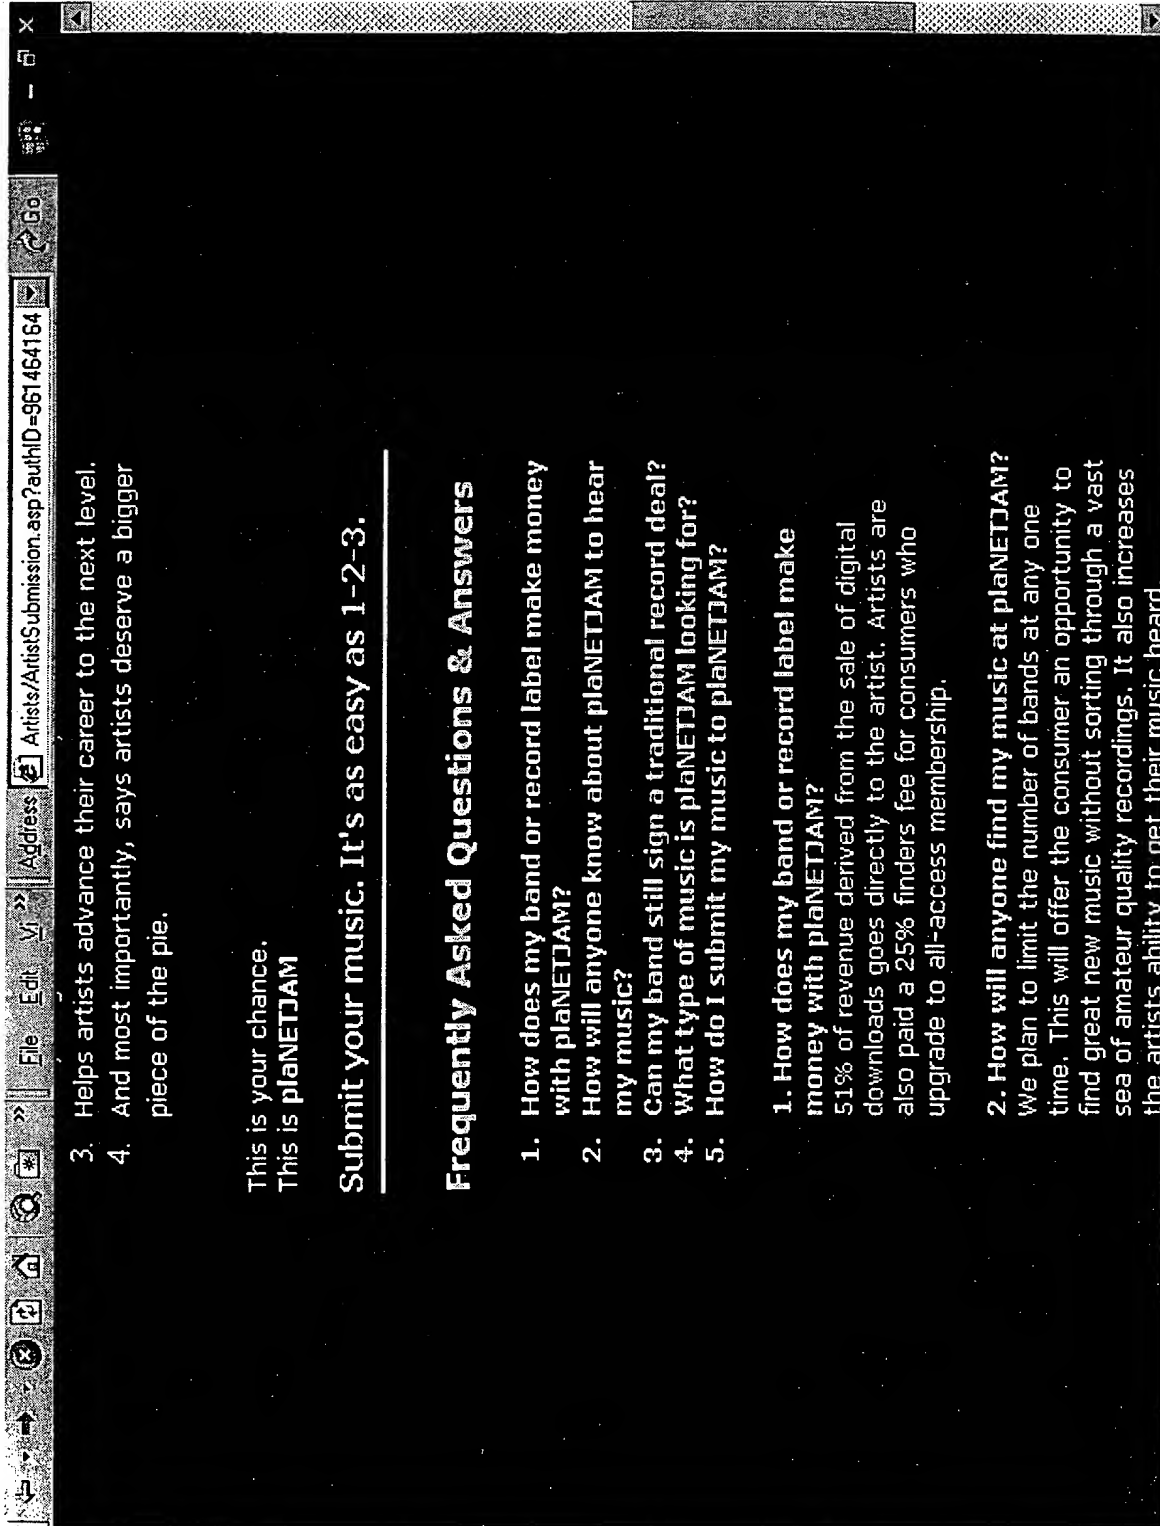 File Edit Vi » Address Artists/ArtistSubmission.asp?authID=961464164 Go
3. Helps artists advance their career to the next level.
4. And most importantly, says artists deserve a bigger
piece of the pie.
This is your chance.
This is plaNETJAM
Submit your music. It's as easy as 1-2-3.
Frequently Asked Questions & Answers
1. How does my band or record label make money
with plaNETJAM?
2. How will anyone know about plaNETJAM to hear
my music?
3. Can my band still sign a traditional record deal?
4. What type of music is plaNETJAM looking for?
5. How do I submit my music to plaNETJAM?
1. How does my band or record label make
money with plaNETJAM?
51% of revenue derived from the sale of digital
downloads goes directly to the artist. Artists are
also paid a 25% finders fee for consumers who
upgrade to all-access membership.
2. How will anyone find my music at plaNETJAM?
We plan to limit the number of bands at any one
time. This will offer the consumer an opportunity to
find great new music without sorting through a vast
sea of amateur quality recordings. It also increases
the artists ability to get their music heard.